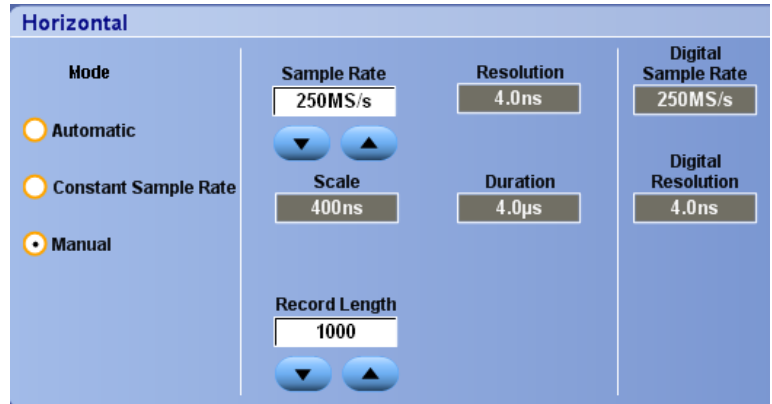 Horizontal
Mode
Automatic
Constant Sample Rate
Manual
Sample Rate
250MS/s
Scale
400ns
Record Length
1000
Resolution
4.0ns
Duration
4.0µs
Digital
Sample Rate
250MS/s
Digital
Resolution
4.0ns